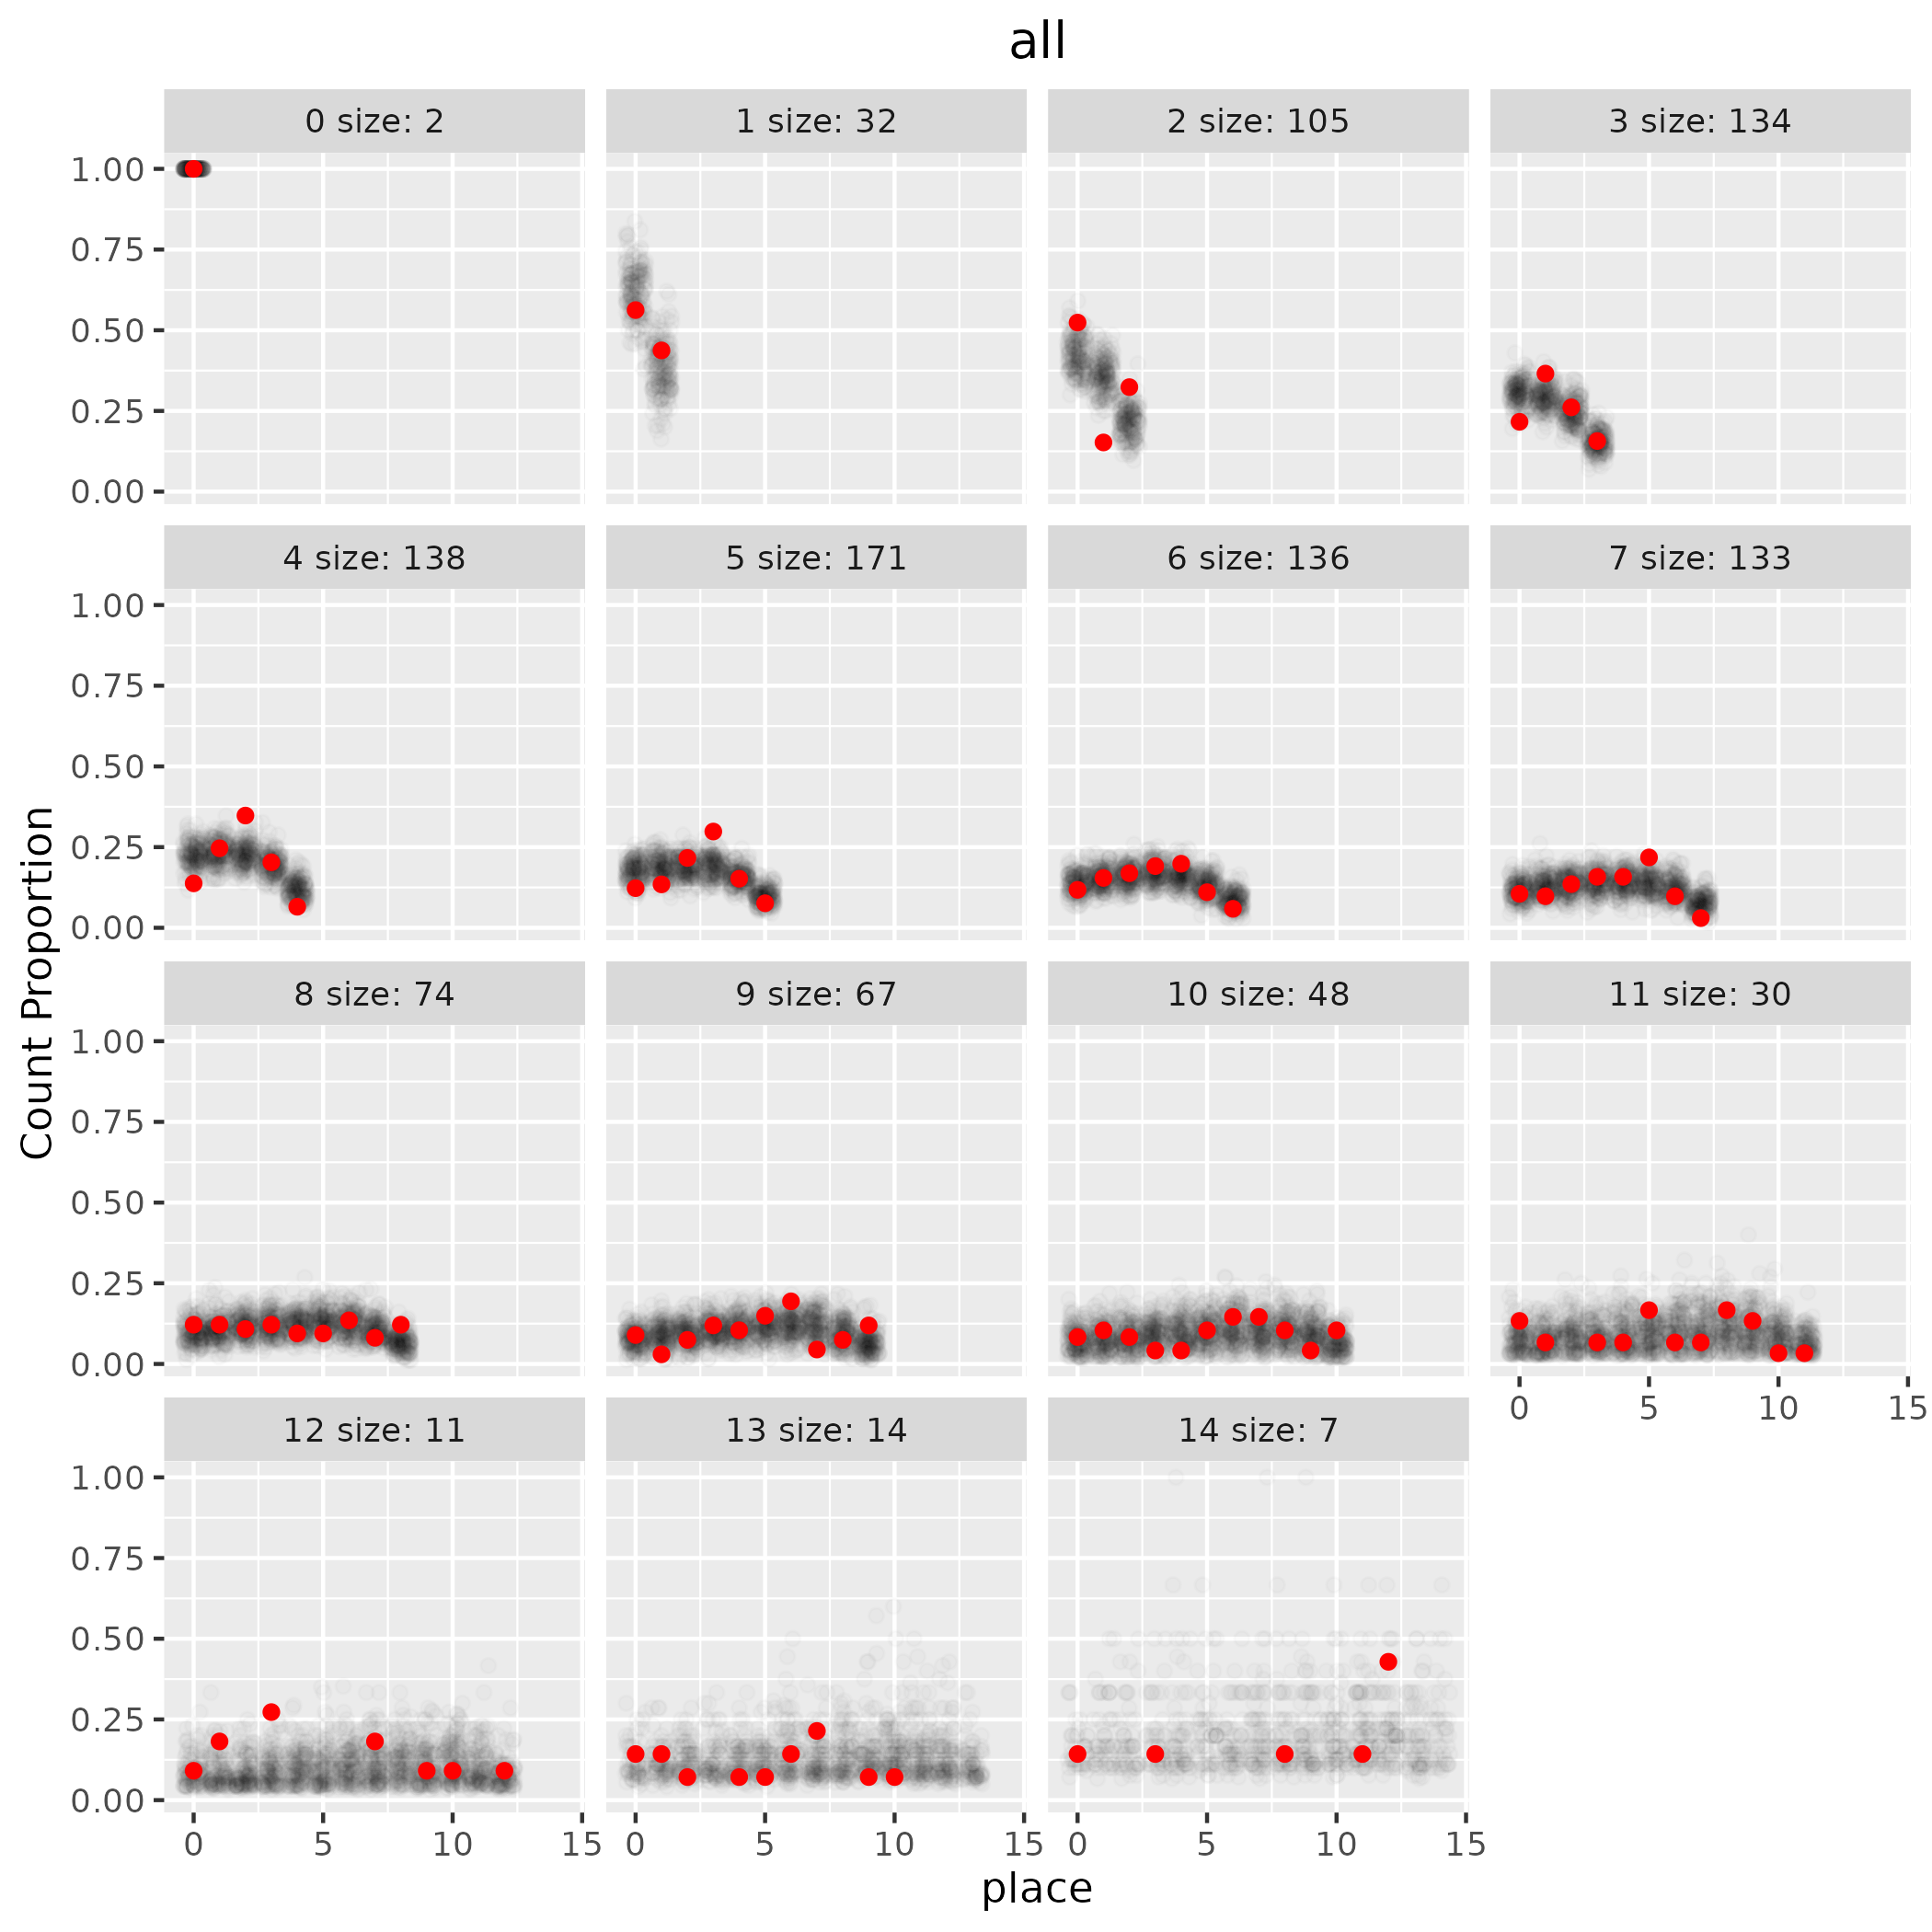 all
0 size: 2
1 size: 32
2 size: 105
3 size: 134
1.00
0.75
0.50
0.25
0.00
4 size: 138
5 size: 171
6 size: 136
7 size: 133
1.00
0.75
0.50
0.25
0.00
Count Proportion
8 size: 74
9 size: 67
10 size: 48
11 size: 30
1.00
0.75
0.50
0.25
0.00
0 5 10 15
12 size: 11
13 size: 14
14 size: 7
1.00
0.75
0.50
0.25
0.00
0 5 10 15
0 5 10 15
0 5 10 15
place